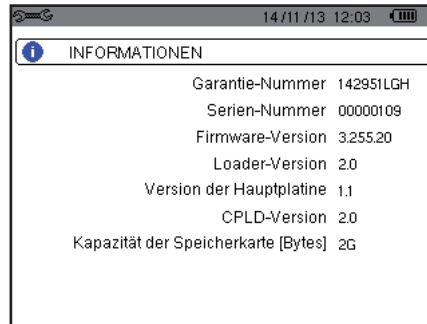 14/11/13 12:03
INFORMATIONEN
Garantie-Nummer 142951LGH
Serien-Nummer 00000109
Firmware-Version 3.255.20
Loader-Version 2.0
Version der Hauptplatine 1.1
CPLD-Version 2.0
Kapazität der Speicherkarte [Bytes] 2G